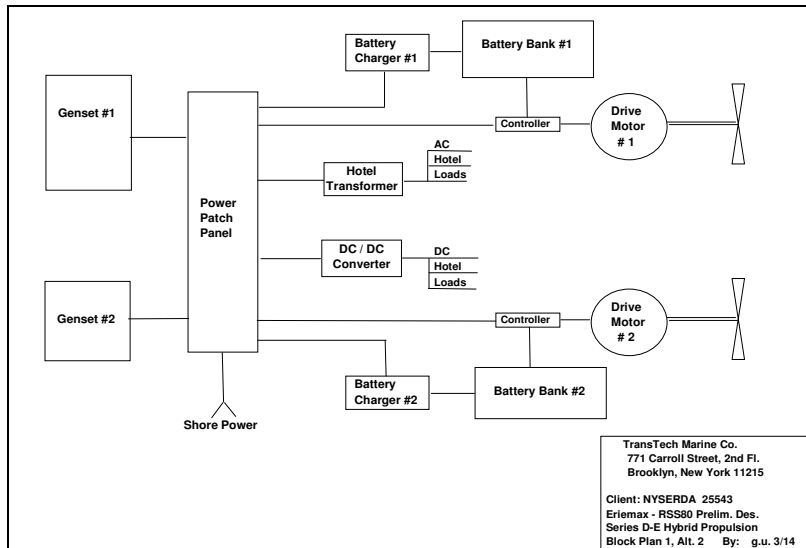 Battery
Charger #1
Battery Bank #1
Genset #1
Controller
Drive
Motor
# 1
AC
Hotel
Loads
Hotel
Transformer
Power
Patch
Panel
DC / DC
Converter
DC
Hotel
Loads
Genset #2
Controller
Drive
Motor
# 2
Battery
Charger #2
Battery Bank #2
Shore Power
TransTech Marine Co.
771 Carroll Street, 2nd Fl.
Brooklyn, New York 11215
Client: NYSERDA 25543
Eriemax - RSS80 Prelim. Des.
Series D-E Hybrid Propulsion
Block Plan 1, Alt. 2 By: g.u. 3/14